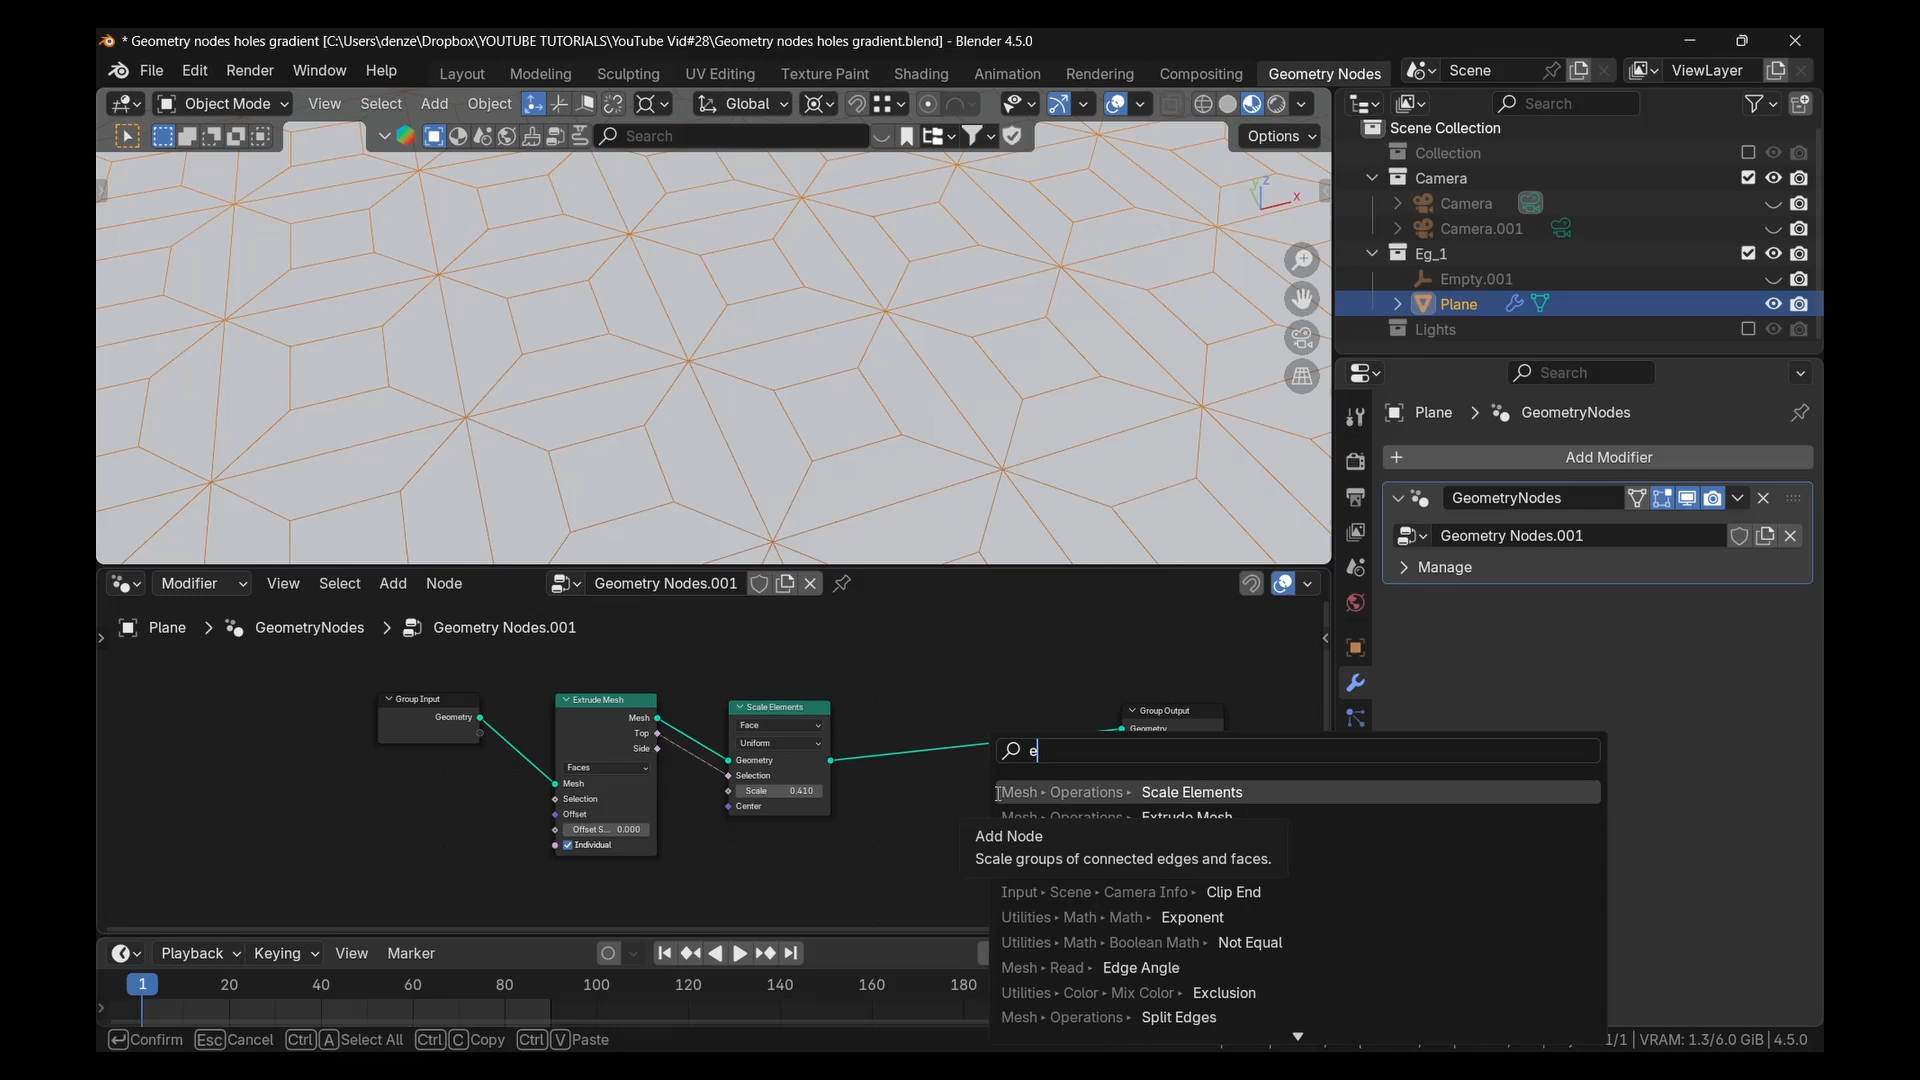 * Geometry nodes holes gradient [C:\Users\denze\Dropbox\YOUTUBE TUTORIALS\YouTube Vid#28\Geometry nodes holes gradient.blend] - Blender 4.5.0
File Edit Render Window Help Layout Modeling Sculpting UV Editing Texture Paint Shading Animation Rendering Compositing Geometry Nodes Scene ViewLayer
Object Mode View Select Add Object Global Search
Search Options
Scene Collection
Collection
Camera
Camera
Camera.001
Eg_1
Empty.001
Plane
Lights
Z
X
Search
Plane > GeometryNodes
+ Add Modifier
GeometryNodes
Geometry Nodes.001
Manage
Modifier View Select Add Node Geometry Nodes.001
Plane > GeometryNodes > Geometry Nodes.001
Group Input
Geometry
Extrude Mesh
Mesh
Top
Side
Faces
Mesh
Selection
Offset
Offset S... 0.000
Individual
Scale Elements
Face
Uniform
Geometry
Selection
Scale 0.410
Center
Group Output
Geometry
e
Mesh ▸ Operations ▸ Scale Elements
Mesh ▸ Operations ▸ Extrude Mesh
Add Node
Scale groups of connected edges and faces.
Input ▸ Scene ▸ Camera Info ▸ Clip End
Utilities ▸ Math ▸ Math ▸ Exponent
Utilities ▸ Math ▸ Boolean Math ▸ Not Equal
Mesh ▸ Read ▸ Edge Angle
Utilities ▸ Color ▸ Mix Color ▸ Exclusion
Mesh ▸ Operations ▸ Split Edges
Playback Keying View Marker
1 20 40 60 80 100 120 140 160 180
Confirm Esc Cancel Ctrl A Select All Ctrl C Copy Ctrl V Paste 1/1 | VRAM: 1.3/6.0 GiB | 4.5.0